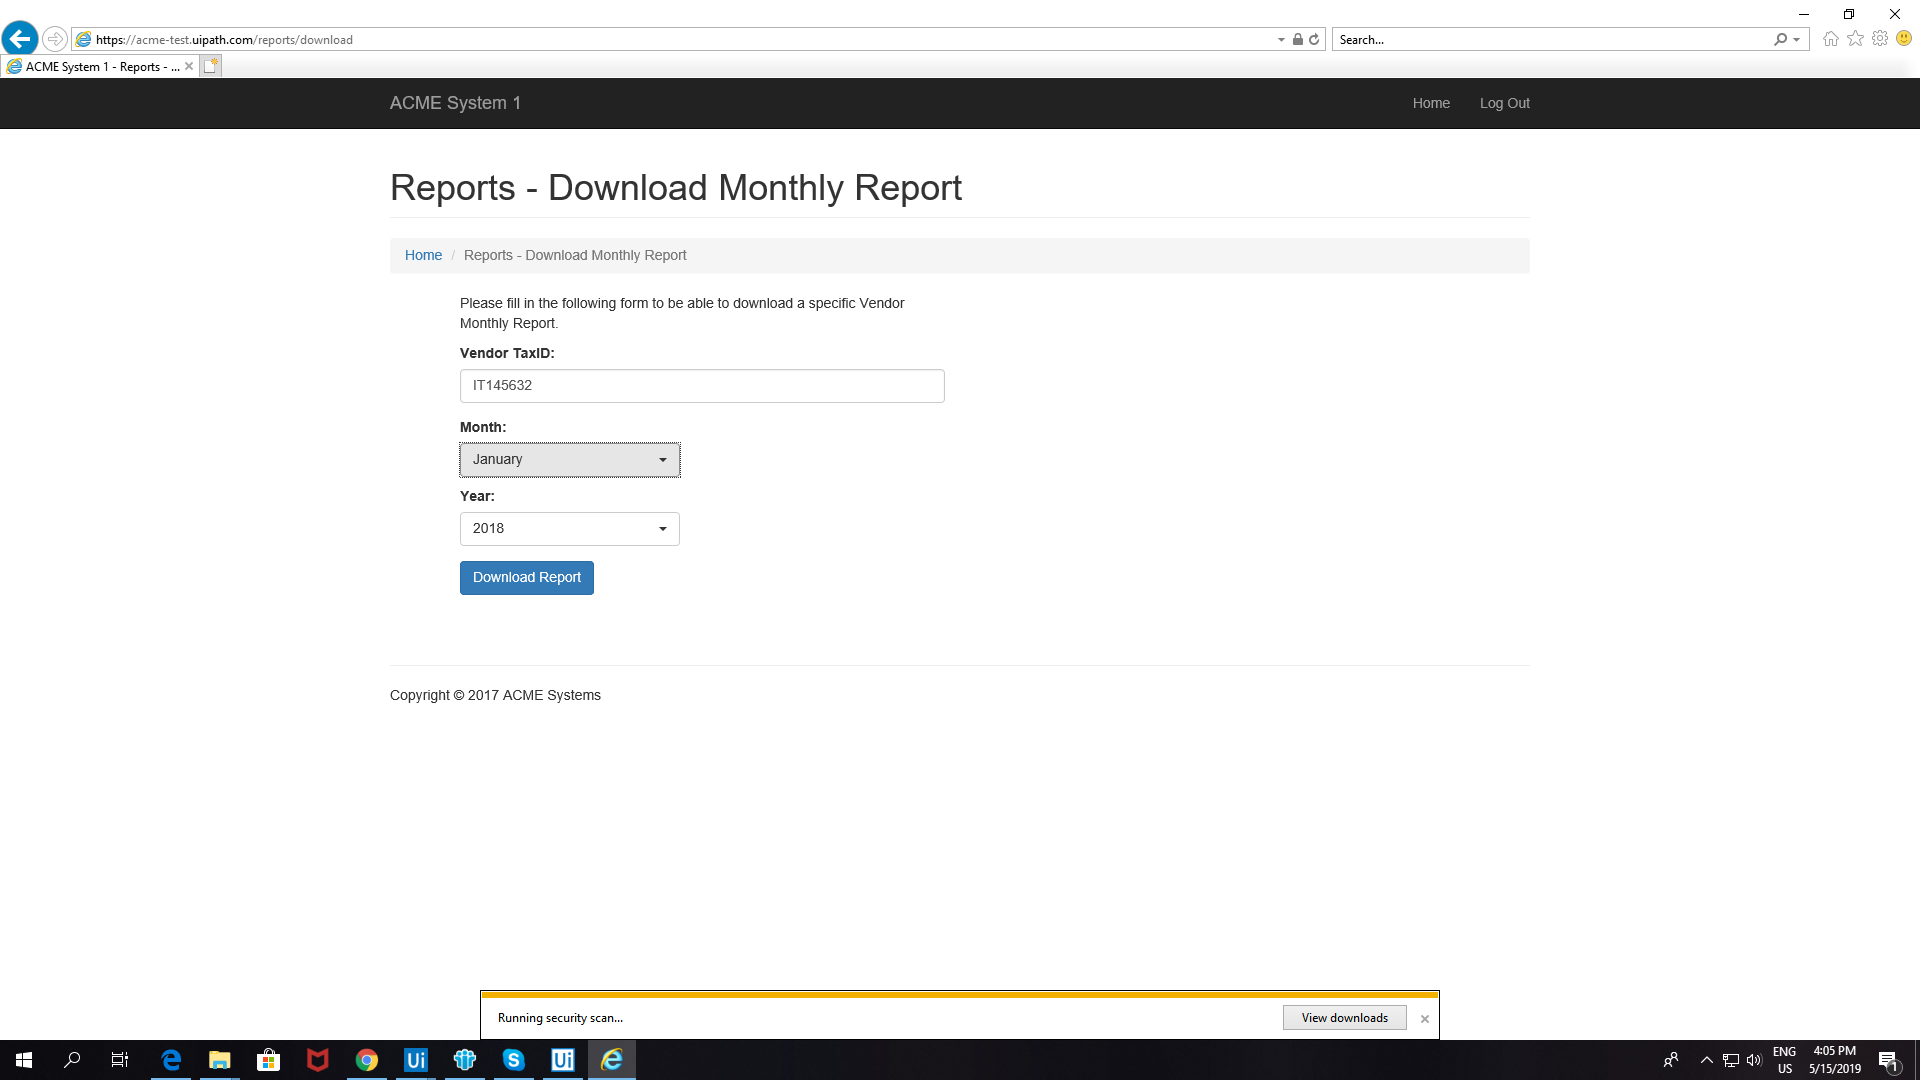 https://acme-test.uipath.com/reports/download
Search...
ACME System 1 - Reports - ...
ACME System 1
Home
Log Out
Reports - Download Monthly Report
Home / Reports - Download Monthly Report
Please fill in the following form to be able to download a specific Vendor
Monthly Report.
Vendor TaxID:
IT145632
Month:
January
Year:
2018
Download Report
Copyright © 2017 ACME Systems
Running security scan...
View downloads
Ui
Ui
ENG
US
4:05 PM
5/15/2019
1